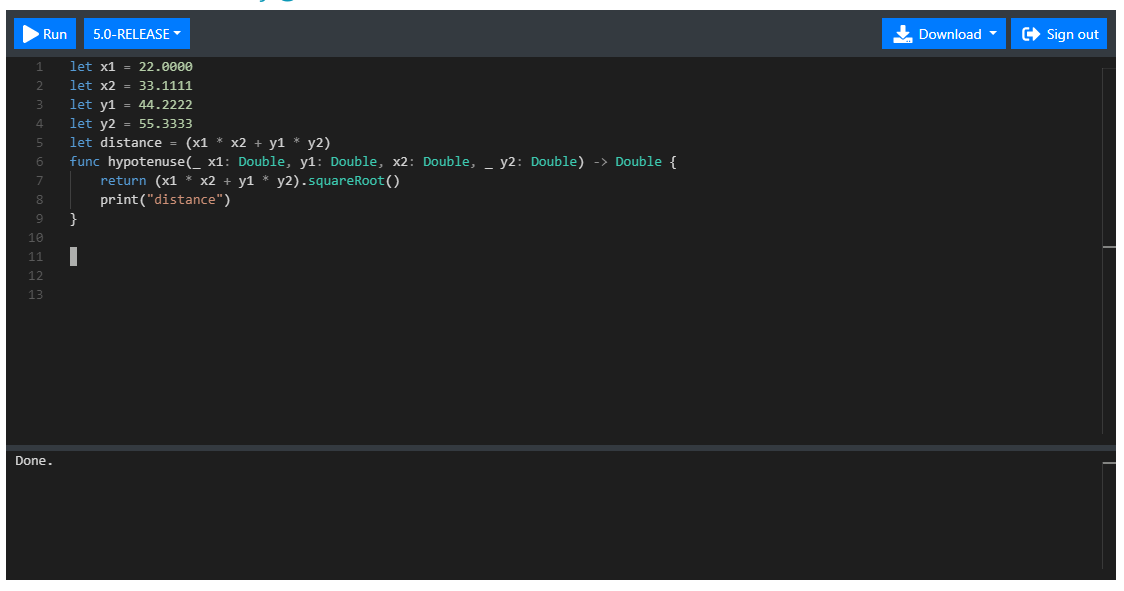 Run 5.0-RELEASE Download Sign out
1 let x1 = 22.0000
2 let x2 = 33.1111
3 let y1 = 44.2222
4 let y2 = 55.3333
5 let distance = (x1 * x2 + y1 * y2)
6 func hypotenuse(_ x1: Double, y1: Double, x2: Double, _ y2: Double) -> Double {
7     return (x1 * x2 + y1 * y2).squareRoot()
8     print("distance")
9 }
10
11
12
13
Done.